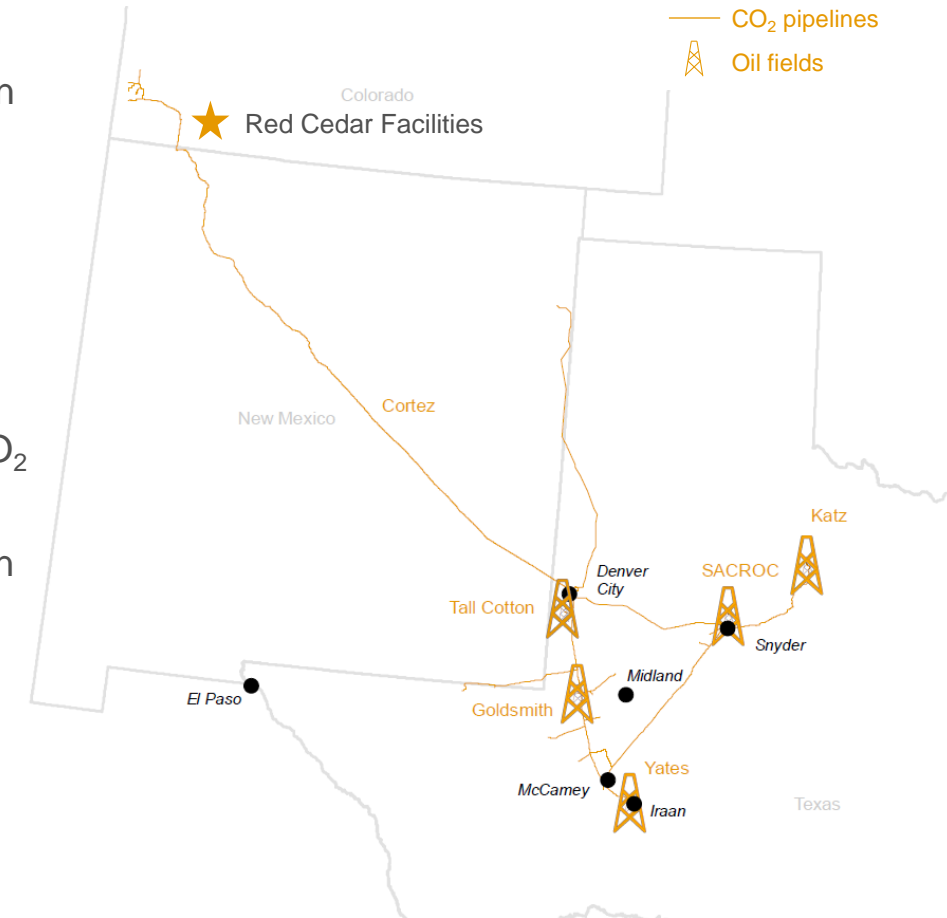 CO₂ pipelines
Oil fields
Colorado
Red Cedar Facilities
New Mexico
Cortez
Katz
Denver
City
SACROC
Tall Cotton
Snyder
El Paso
Midland
Goldsmith
Yates
McCamey
Iraan
Texas